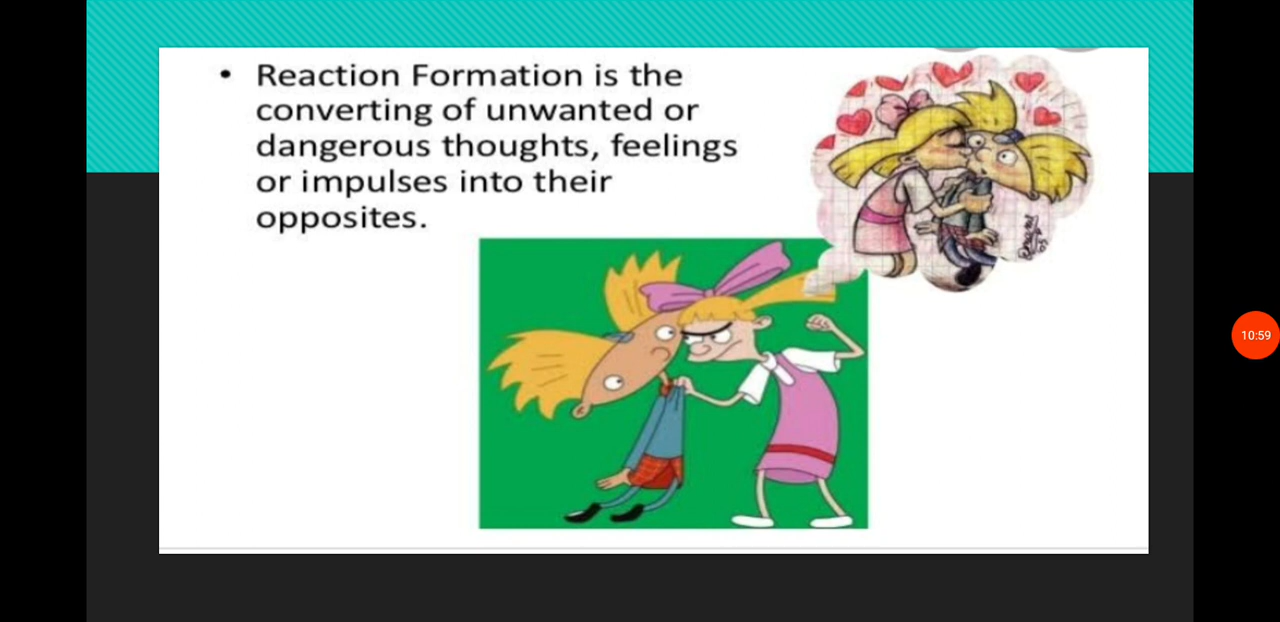 • Reaction Formation is the
converting of unwanted or
dangerous thoughts, feelings
or impulses into their
opposites.
10:59